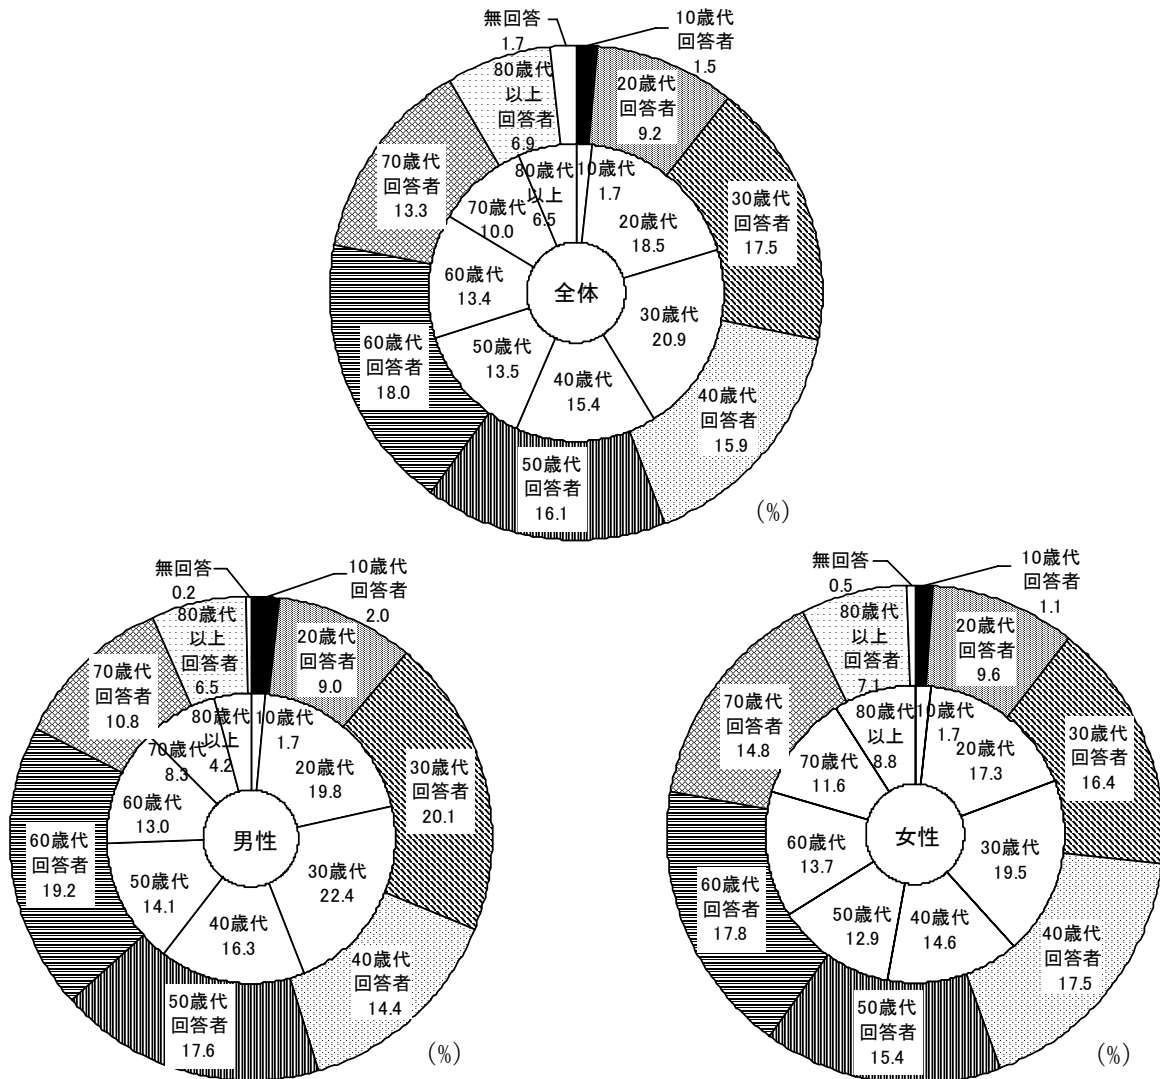 無回答
1.7
10歳代
回答者
1.5
20歳代
回答者
9.2
30歳代
回答者
17.5
40歳代
回答者
15.9
50歳代
回答者
16.1
60歳代
回答者
18.0
70歳代
回答者
13.3
80歳代
以上
回答者
6.9
10歳代
1.7
20歳代
18.5
30歳代
20.9
40歳代
15.4
50歳代
13.5
60歳代
13.4
70歳代
10.0
80歳代
以上
6.5
全体
(%)
無回答
0.2
10歳代
回答者
2.0
20歳代
回答者
9.0
30歳代
回答者
20.1
40歳代
回答者
14.4
50歳代
回答者
17.6
60歳代
回答者
19.2
70歳代
回答者
10.8
80歳代
以上
回答者
6.5
10歳代
1.7
20歳代
19.8
30歳代
22.4
40歳代
16.3
50歳代
14.1
60歳代
13.0
70歳代
8.3
80歳代
以上
4.2
男性
(%)
無回答
0.5
10歳代
回答者
1.1
20歳代
回答者
9.6
30歳代
回答者
16.4
40歳代
回答者
17.5
50歳代
回答者
15.4
60歳代
回答者
17.8
70歳代
回答者
14.8
80歳代
以上
回答者
7.1
10歳代
1.7
20歳代
17.3
30歳代
19.5
40歳代
14.6
50歳代
12.9
60歳代
13.7
70歳代
11.6
80歳代
以上
8.8
女性
(%)